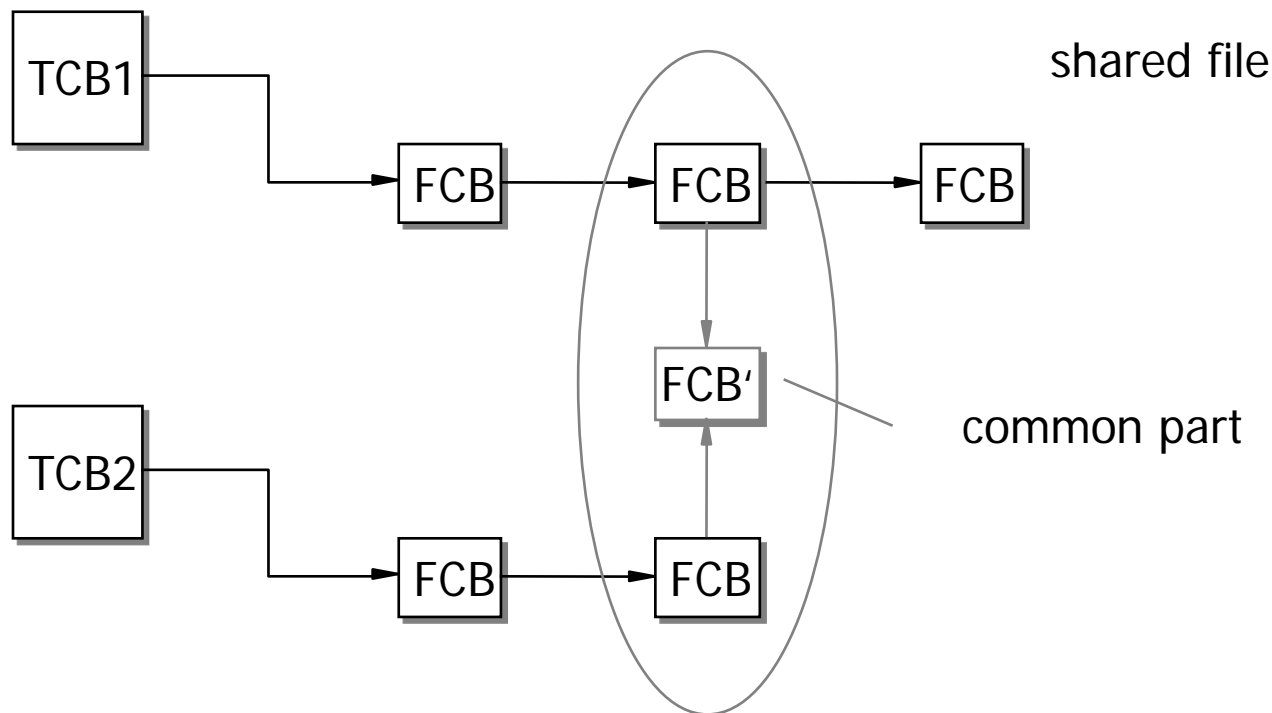 shared file
TCB1
FCB
FCB
FCB
FCB‘
common part
TCB2
FCB
FCB